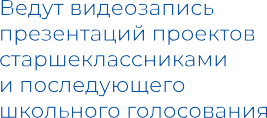 Ведут видеозапись
презентаций проектов
старшеклассниками
и последующего
школьного голосования